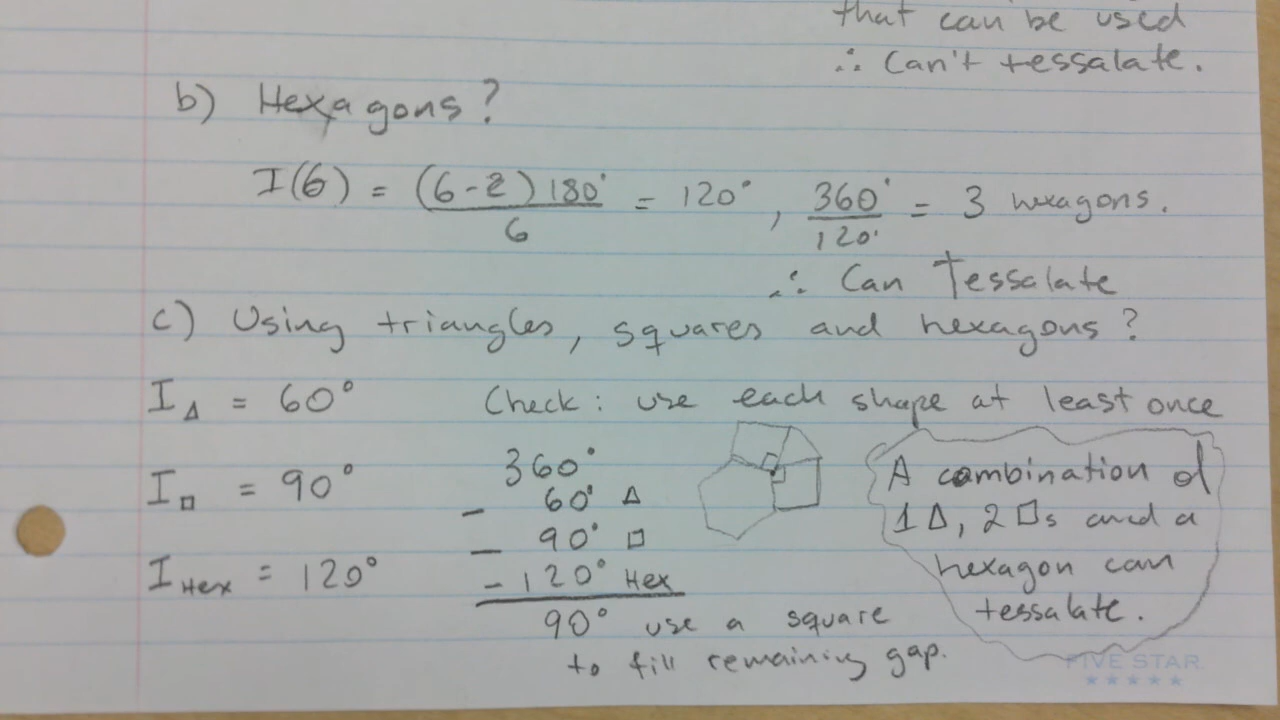 that can be used
∴ Can't tessalate.
b) Hexagons?
I(6) = (6-2)180° / 6 = 120°, 360° / 120° = 3 hexagons.
∴ Can Tessalate
c) Using triangles, squares and hexagons?
I△ = 60°
Check: use each shape at least once
I□ = 90°
I Hex = 120°
360°
- 60° △
- 90° □
- 120° Hex
90° use a square
to fill remaining gap.
A combination of
1△, 2□s and a
hexagon can
tessalate.
FIVE STAR
★★★★★